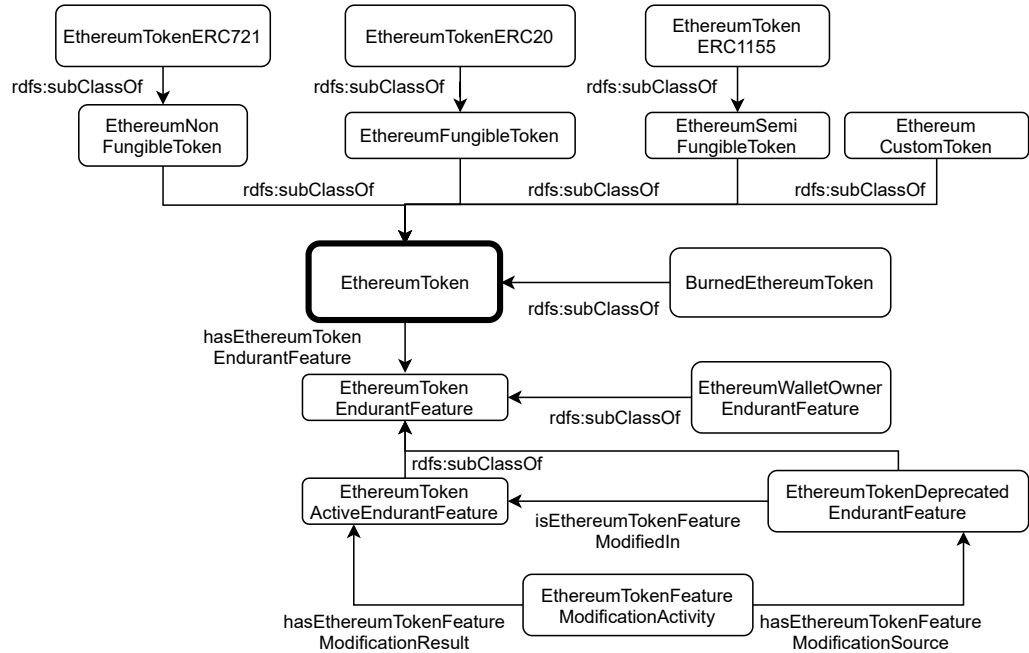 EthereumTokenERC721
EthereumTokenERC20
EthereumToken
ERC1155
rdfs:subClassOf
rdfs:subClassOf
rdfs:subClassOf
EthereumNon
FungibleToken
EthereumFungibleToken
EthereumSemi
FungibleToken
Ethereum
CustomToken
rdfs:subClassOf
rdfs:subClassOf
rdfs:subClassOf
EthereumToken
BurnedEthereumToken
rdfs:subClassOf
hasEthereumToken
EndurantFeature
EthereumToken
EndurantFeature
EthereumWalletOwner
EndurantFeature
rdfs:subClassOf
rdfs:subClassOf
EthereumToken
ActiveEndurantFeature
EthereumTokenDeprecated
EndurantFeature
isEthereumTokenFeature
ModifiedIn
EthereumTokenFeature
ModificationActivity
hasEthereumTokenFeature
ModificationResult
hasEthereumTokenFeature
ModificationSource